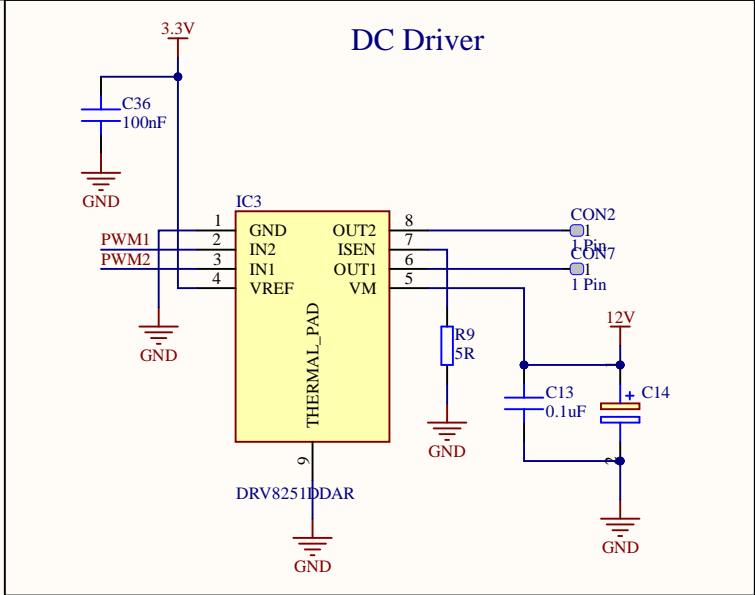 DC Driver
3.3V
C36
100nF
GND
IC3
1 GND OUT2 8
2 IN2 ISEN 7
3 IN1 OUT1 6
4 VREF VM 5
PWM1
PWM2
GND
THERMAL_PAD
9
DRV8251DDAR
GND
CON2
1
1 Pin
CON7
1
1 Pin
R9
5R
GND
12V
C13
0.1uF
+
C14
2
GND